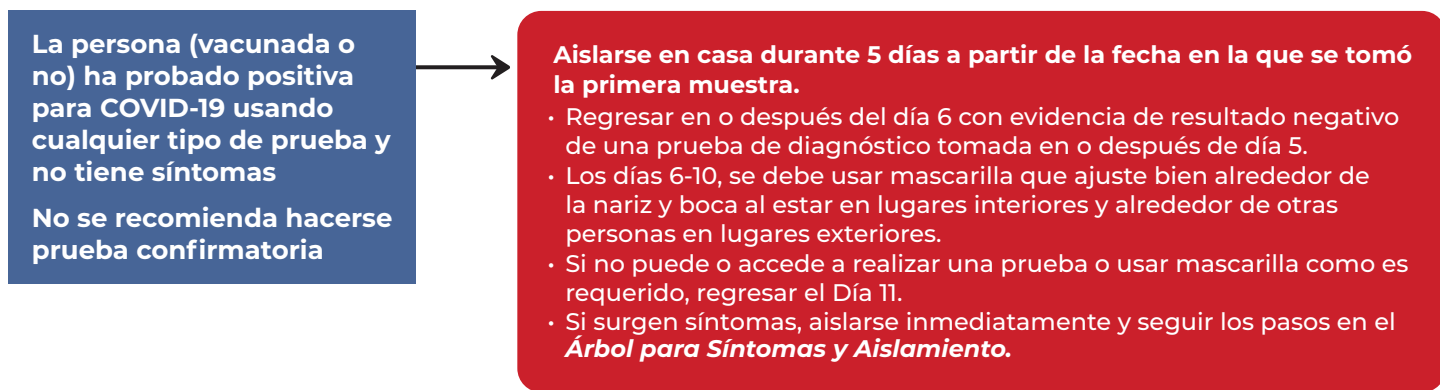 La persona (vacunada o
no) ha probado positiva
para COVID-19 usando
cualquier tipo de prueba y
no tiene síntomas
No se recomienda hacerse
prueba confirmatoria
Aislarse en casa durante 5 días a partir de la fecha en la que se tomó
la primera muestra.
• Regresar en o después del día 6 con evidencia de resultado negativo
de una prueba de diagnóstico tomada en o después de día 5.
• Los días 6-10, se debe usar mascarilla que ajuste bien alrededor de
la nariz y boca al estar en lugares interiores y alrededor de otras
personas en lugares exteriores.
• Si no puede o accede a realizar una prueba o usar mascarilla como es
requerido, regresar el Día 11.
• Si surgen síntomas, aislarse inmediatamente y seguir los pasos en el
Árbol para Síntomas y Aislamiento.